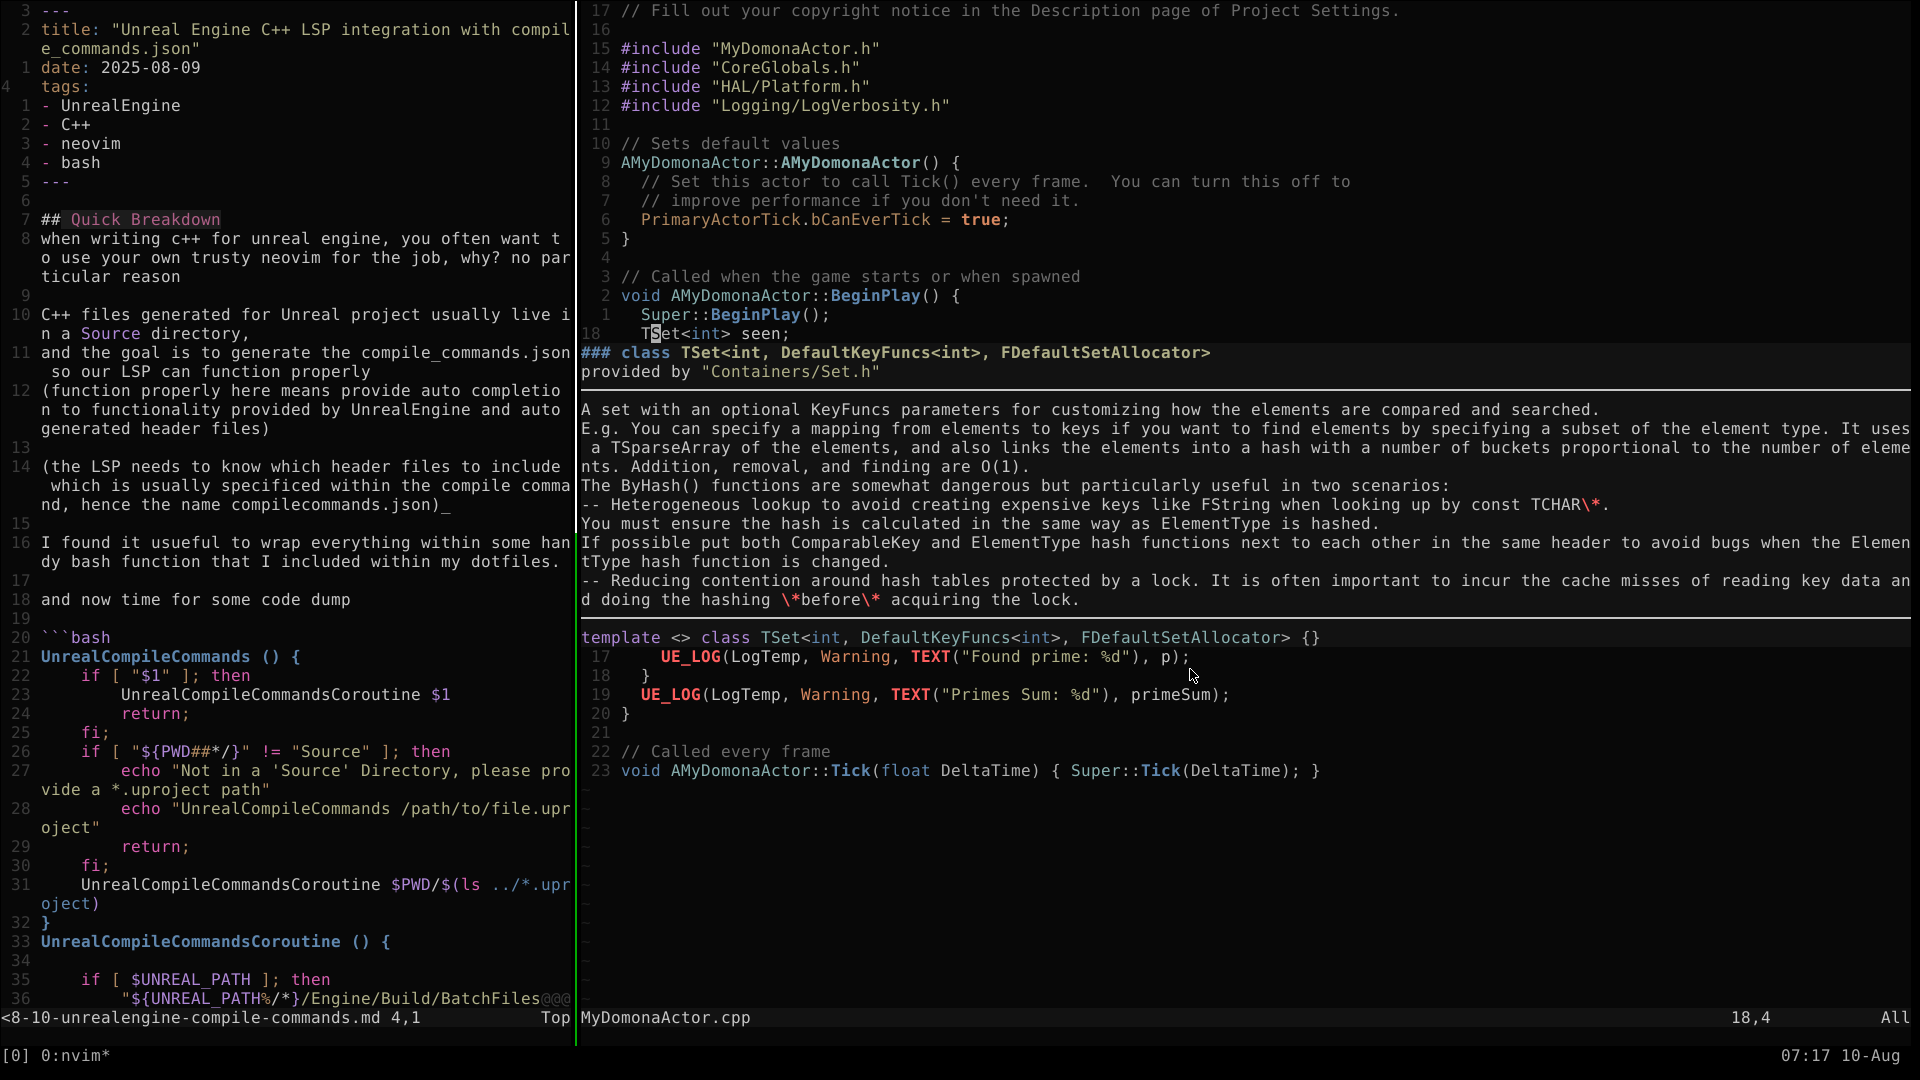 3 ---
2 title: "Unreal Engine C++ LSP integration with compil
e_commands.json"
1 date: 2025-08-09
4 tags:
1 - UnrealEngine
2 - C++
3 - neovim
4 - bash
5 ---
6
7 ## Quick Breakdown
8 when writing c++ for unreal engine, you often want t
o use your own trusty neovim for the job, why? no par
ticular reason
9
10 C++ files generated for Unreal project usually live i
n a Source directory,
11 and the goal is to generate the compile_commands.json
 so our LSP can function properly
12 (function properly here means provide auto completio
n to functionality provided by UnrealEngine and auto
generated header files)
13
14 (the LSP needs to know which header files to include
 which is usually specificed within the compile comma
nd, hence the name compilecommands.json)_
15
16 I found it usueful to wrap everything within some han
dy bash function that I included within my dotfiles.
17
18 and now time for some code dump
19
20 ```bash
21 UnrealCompileCommands () {
22     if [ "$1" ]; then
23         UnrealCompileCommandsCoroutine $1
24         return;
25     fi;
26     if [ "${PWD##*/}" != "Source" ]; then
27         echo "Not in a 'Source' Directory, please pro
vide a *.uproject path"
28         echo "UnrealCompileCommands /path/to/file.upr
oject"
29         return;
30     fi;
31     UnrealCompileCommandsCoroutine $PWD/$(ls ../*.upr
oject)
32 }
33 UnrealCompileCommandsCoroutine () {
34
35     if [ $UNREAL_PATH ]; then
36         "${UNREAL_PATH%/*}/Engine/Build/BatchFiles@@@
<8-10-unrealengine-compile-commands.md 4,1 Top
17 // Fill out your copyright notice in the Description page of Project Settings.
16
15 #include "MyDomonaActor.h"
14 #include "CoreGlobals.h"
13 #include "HAL/Platform.h"
12 #include "Logging/LogVerbosity.h"
11
10 // Sets default values
9 AMyDomonaActor::AMyDomonaActor() {
8   // Set this actor to call Tick() every frame.  You can turn this off to
7   // improve performance if you don't need it.
6   PrimaryActorTick.bCanEverTick = true;
5 }
4
3 // Called when the game starts or when spawned
2 void AMyDomonaActor::BeginPlay() {
1   Super::BeginPlay();
18   TSet<int> seen;
### class TSet<int, DefaultKeyFuncs<int>, FDefaultSetAllocator>
provided by "Containers/Set.h"
A set with an optional KeyFuncs parameters for customizing how the elements are compared and searched.
E.g. You can specify a mapping from elements to keys if you want to find elements by specifying a subset of the element type. It uses
 a TSparseArray of the elements, and also links the elements into a hash with a number of buckets proportional to the number of eleme
nts. Addition, removal, and finding are O(1).
The ByHash() functions are somewhat dangerous but particularly useful in two scenarios:
-- Heterogeneous lookup to avoid creating expensive keys like FString when looking up by const TCHAR\*.
You must ensure the hash is calculated in the same way as ElementType is hashed.
If possible put both ComparableKey and ElementType hash functions next to each other in the same header to avoid bugs when the Elemen
tType hash function is changed.
-- Reducing contention around hash tables protected by a lock. It is often important to incur the cache misses of reading key data an
d doing the hashing \*before\* acquiring the lock.
template <> class TSet<int, DefaultKeyFuncs<int>, FDefaultSetAllocator> {}
17     UE_LOG(LogTemp, Warning, TEXT("Found prime: %d"), p);
18   }
19   UE_LOG(LogTemp, Warning, TEXT("Primes Sum: %d"), primeSum);
20 }
21
22 // Called every frame
23 void AMyDomonaActor::Tick(float DeltaTime) { Super::Tick(DeltaTime); }
~
~
~
~
~
~
~
~
~
~
~
~
MyDomonaActor.cpp 18,4 All
[0] 0:nvim* 07:17 10-Aug